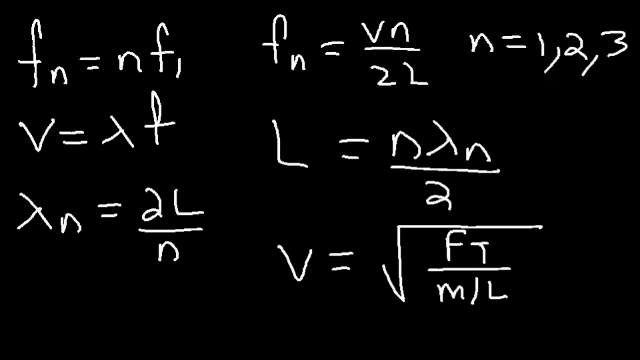 fₙ = nf₁
V = λf
λₙ = 2L/n
fₙ = vn/2L n = 1,2,3
L = nλₙ/2
V = √(FT/(m/L))